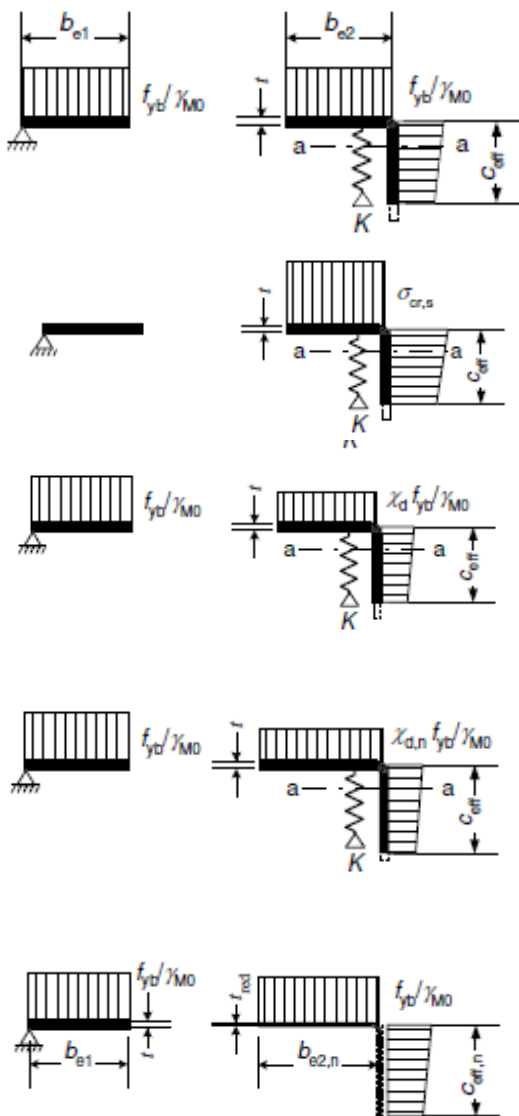 b_e1 b_e2
t f_yb/γ_M0 f_yb/γ_M0
a a
c_eff
K
t σ_cr,s
a a
c_eff
K
f_yb/γ_M0 t χ_d f_yb/γ_M0
a a
c_eff
K
f_yb/γ_M0 t χ_d,n f_yb/γ_M0
a a
c_eff
K
f_yb/γ_M0 t_red f_yb/γ_M0
b_e1 t b_e2,n
c_eff,n